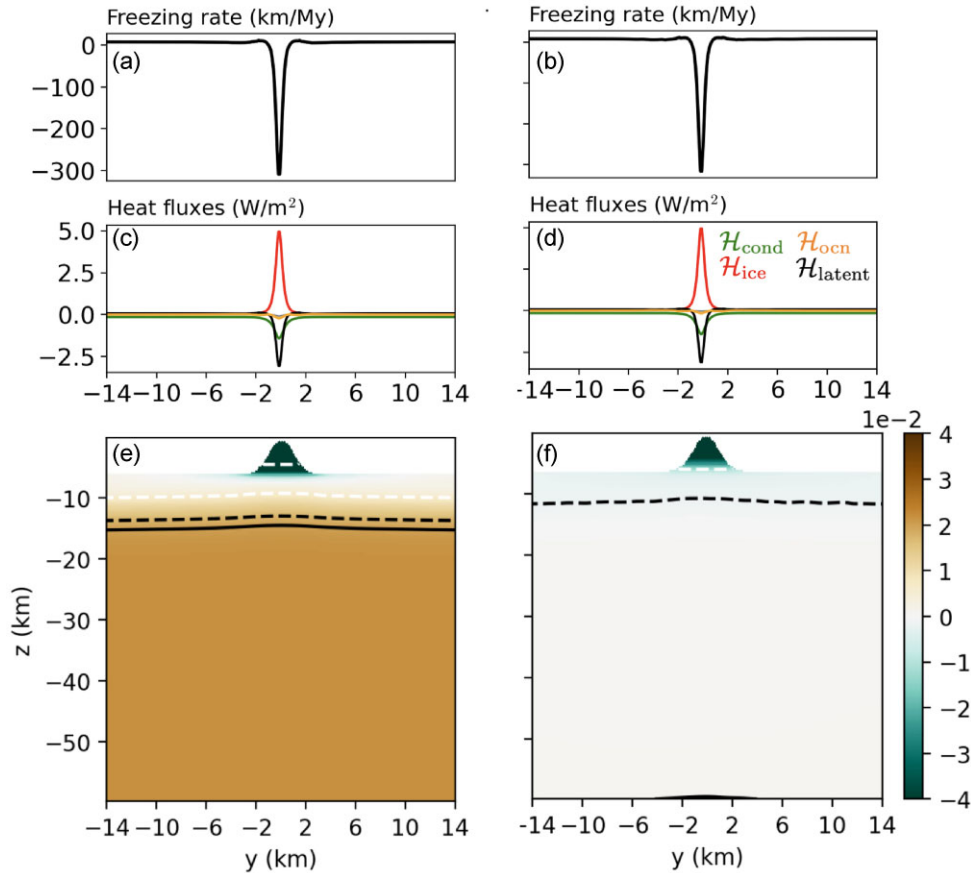 Freezing rate (km/My)
(a)
0
−100
−200
−300
Freezing rate (km/My)
(b)
Heat fluxes (W/m²)
(c)
5.0
2.5
0.0
−2.5
−14 −10 −6 −2 2 6 10 14
Heat fluxes (W/m²)
(d)
ℋcond ℋocn
ℋice ℋlatent
−14 −10 −6 −2 2 6 10 14
(e)
−10
−20
−30
−40
−50
z (km)
−14 −10 −6 −2 2 6 10 14
y (km)
(f)
−14 −10 −6 −2 2 6 10 14
y (km)
1e−2
4
3
2
1
0
−1
−2
−3
−4